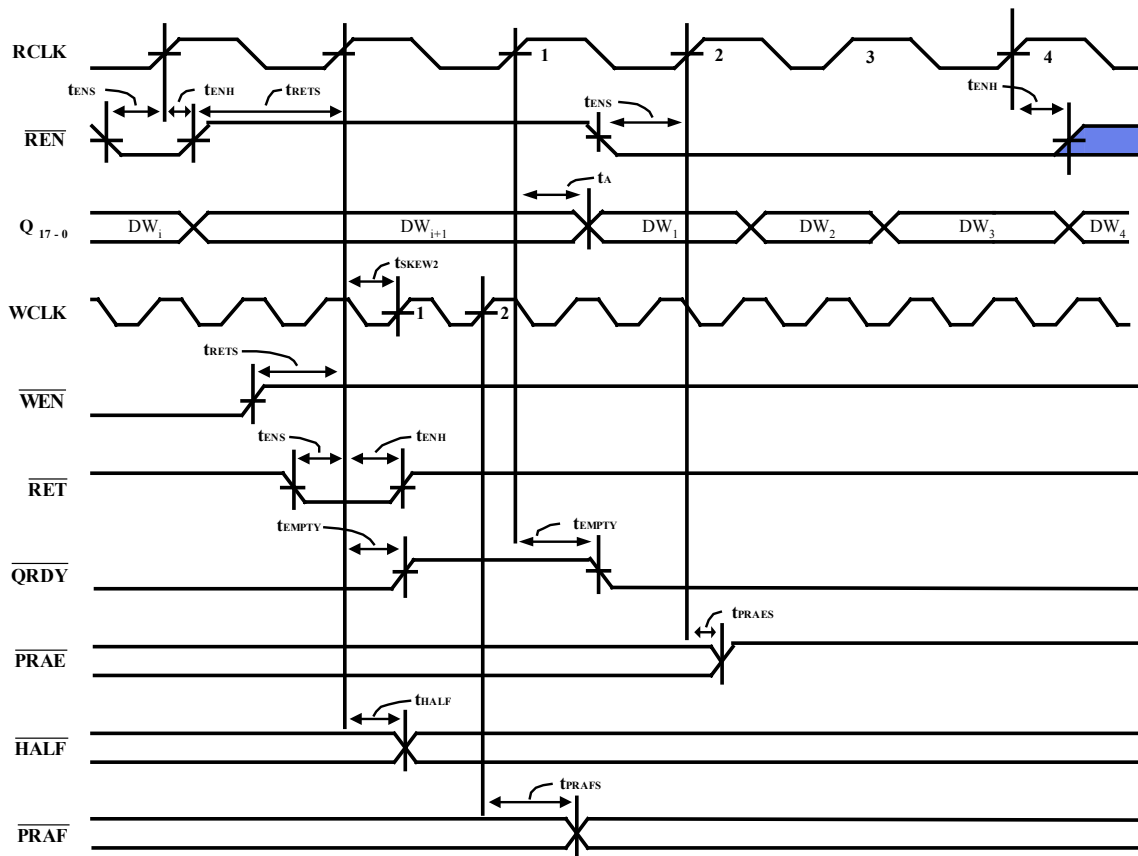 RCLK 1 2 3 4
tENS tENH tRETS tENS tENH
REN
tA
Q 17 - 0 DWi DWi+1 DW1 DW2 DW3 DW4
tSKEW2
WCLK 1 2
tRETS
WEN
tENS tENH
RET
tEMPTY tEMPTY
QRDY
tPRAES
PRAE
tHALF
HALF
tPRAFS
PRAF